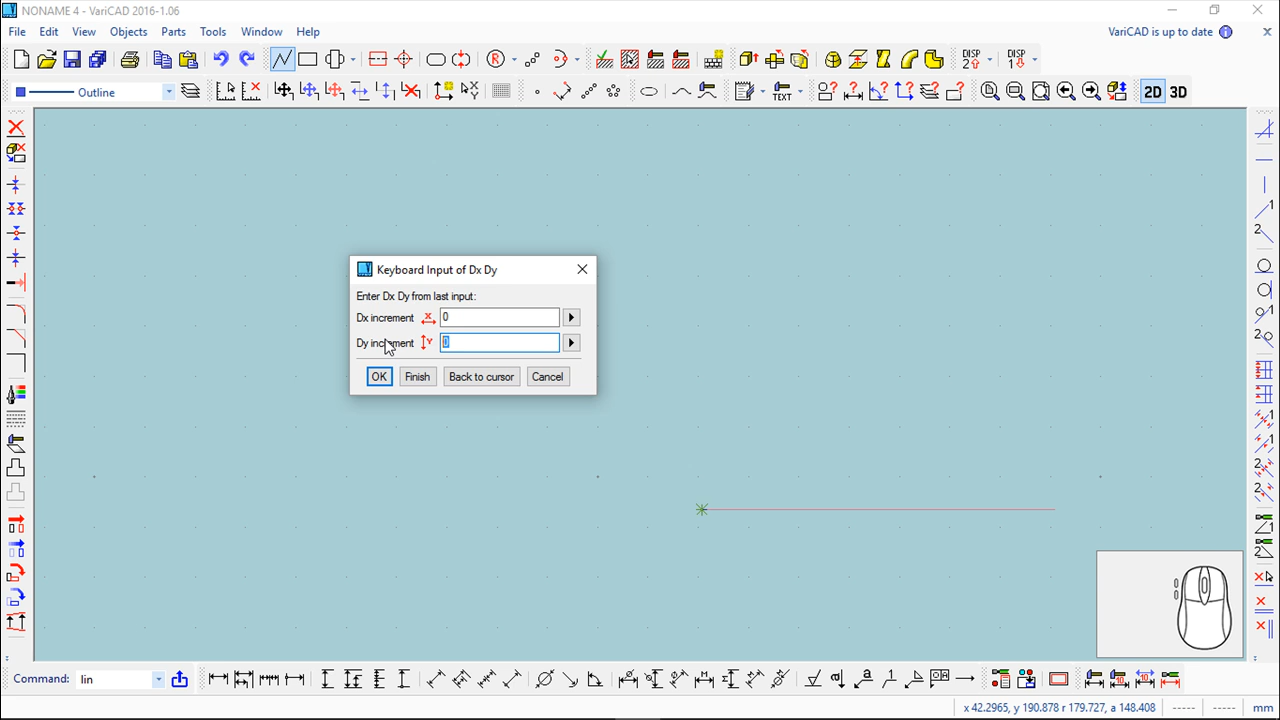 NONAME 4 - VariCAD 2016-1.06
File Edit View Objects Parts Tools Window Help
VariCAD is up to date
Outline
DISP 2
DISP 1
TEXT
2D 3D
Keyboard Input of Dx Dy
Enter Dx Dy from last input:
Dx increment X 0
Dy increment Y 0
OK Finish Back to cursor Cancel
Command: lin
x 42.2965, y 190.878 r 179.727, a 148.408 ----- ----- mm